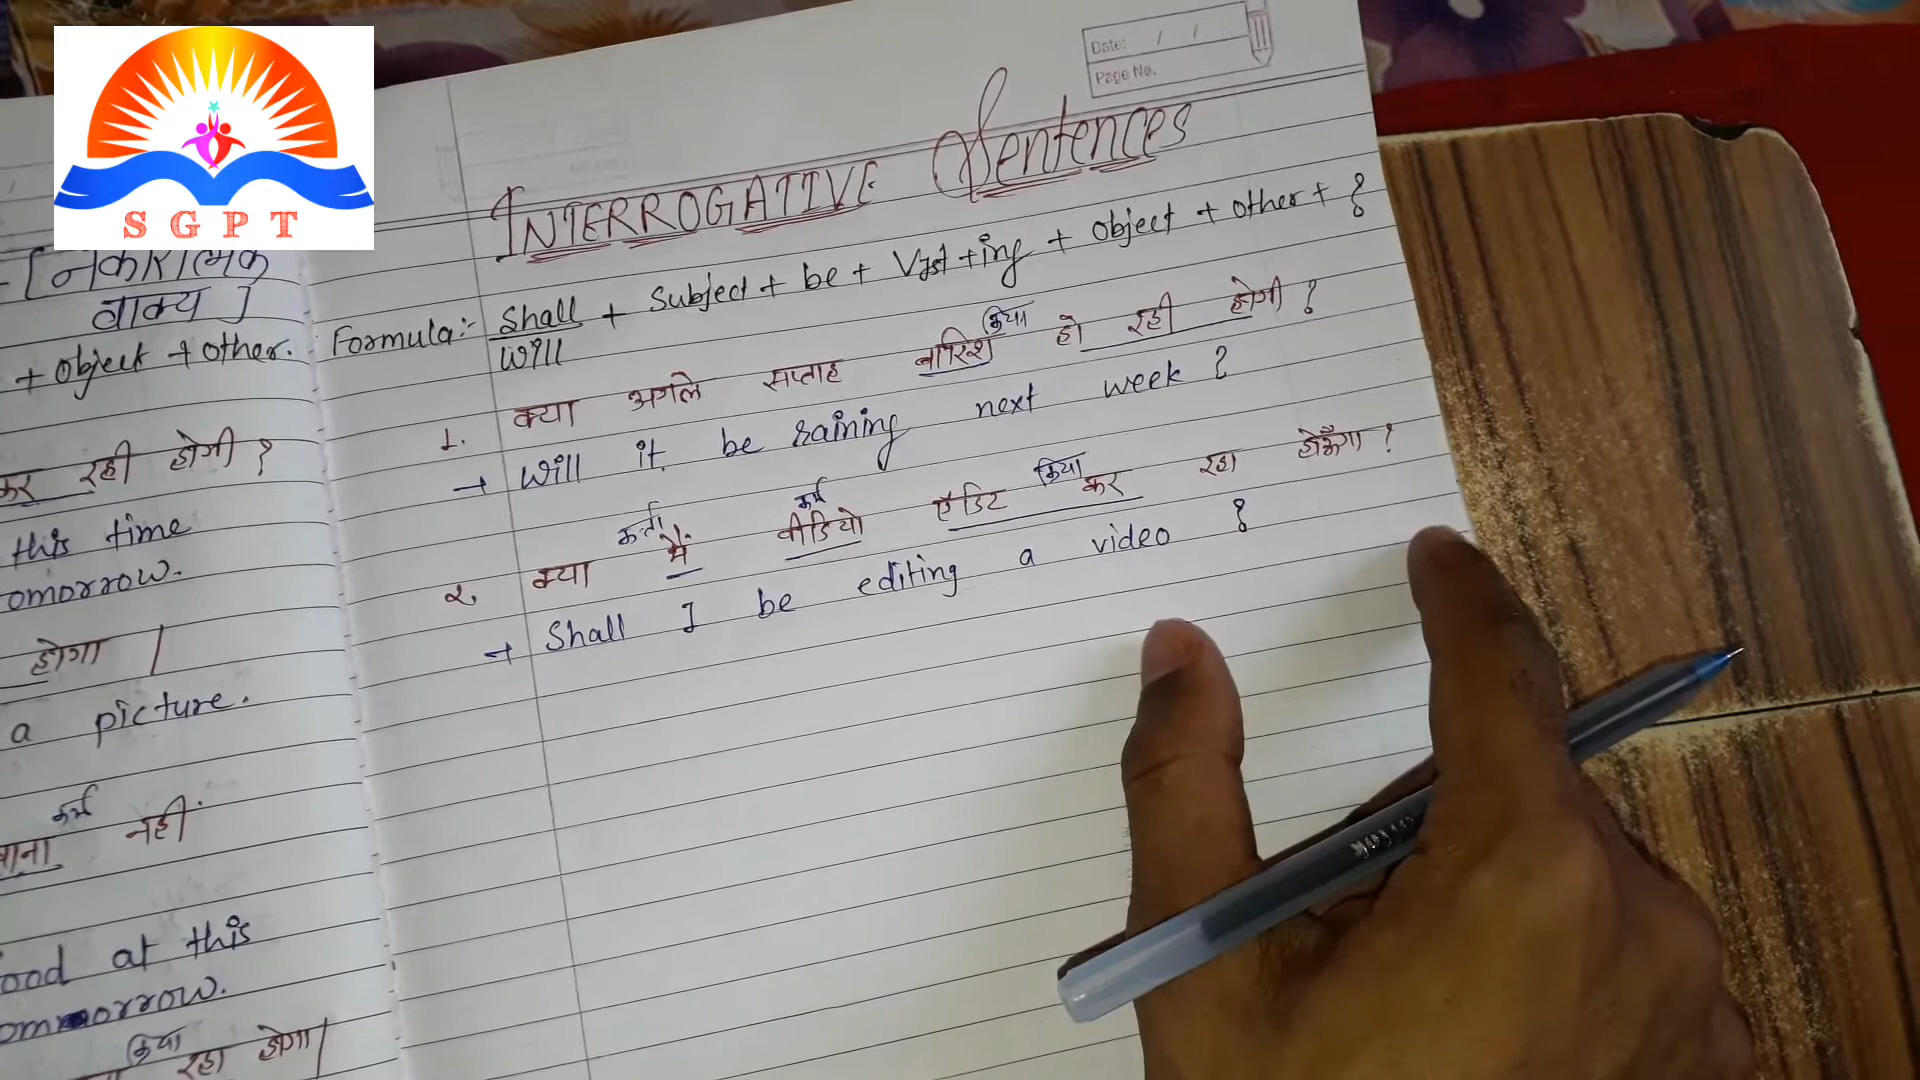 SGPT
Date: / /
Page No.
[नकारात्मक
वाक्य]
+ object + other.
कर रही होगी ?
this time
omorrow.
होगा |
a picture.
कर्म
नहीं
ood at this
omorrow.
क्रिया
रहा होगा |
INTERROGATIVE Sentences
Formula:- Shall + Subject + be + V1st + ing + object + other + ?
Will
क्रिया
1. क्या अगले सप्ताह बारिश हो रही होगी ?
→ Will it be raining next week ?
कर्ता कर्म क्रिया
2. क्या मैं वीडियो एडिट कर रहा होऊँगा ?
→ Shall I be editing a video ?